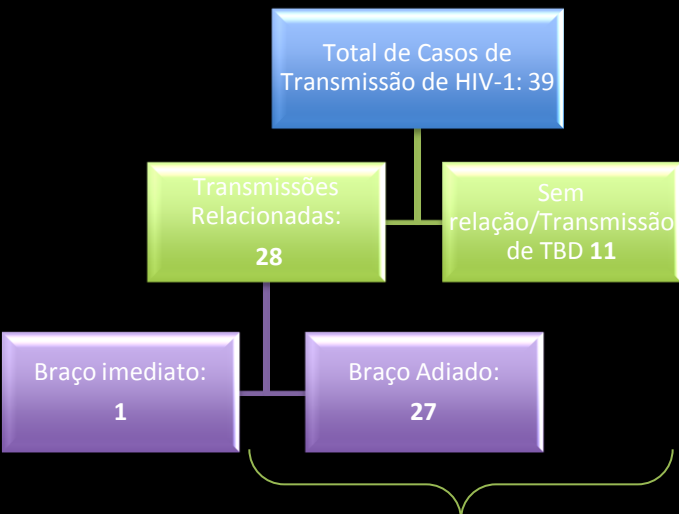 Total de Casos de
Transmissão de HIV-1: 39
Transmissões
Relacionadas:
28
Sem
relação/Transmissão
de TBD 11
Braço imediato:
1
Braço Adiado:
27